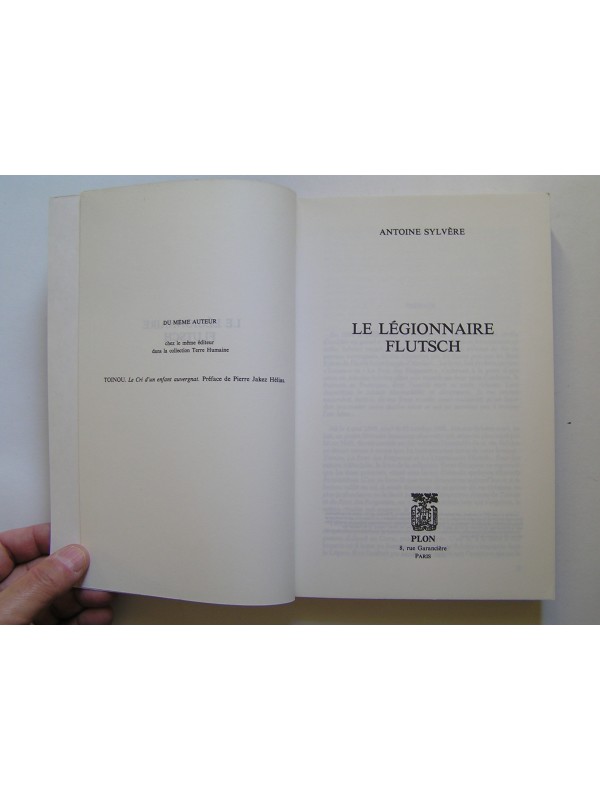 DU MÊME AUTEUR
chez le même éditeur
dans la collection Terre Humaine
TOINOU. Le Cri d'un enfant auvergnat. Préface de Pierre Jakez Hélias.
ANTOINE SYLVÈRE
LE LÉGIONNAIRE
FLUTSCH
PLON
8, rue Garancière
PARIS